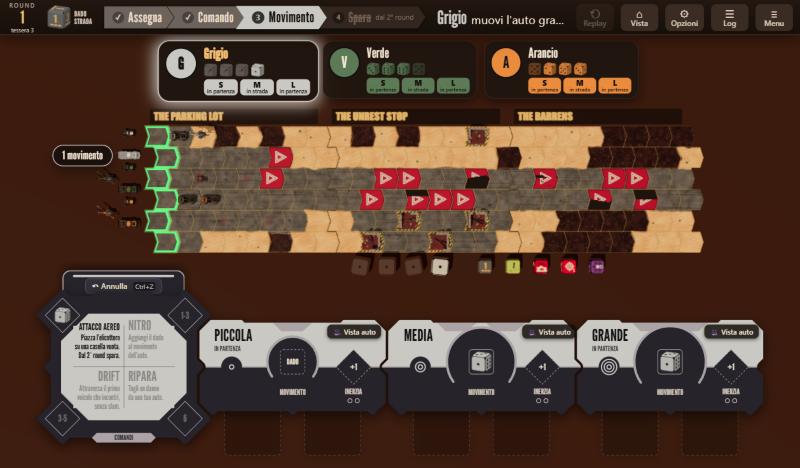 ROUND
1
tessera 3
DADO
STRADA
Assegna
Comando
3 Movimento
4 Sparo dal 2° round
Grigio muovi l'auto gra...
Replay
Vista
Opzioni
Log
Menu
G
Grigio
S in partenza
M in strada
L in partenza
V
Verde
S in partenza
M in strada
L in partenza
A
Arancio
S in partenza
M in partenza
L in partenza
THE PARKING LOT
THE UNREST STOP
THE BARRENS
1 movimento
Annulla Ctrl+Z
ATTACCO AEREO
Piazza l'elicottero
su una casella vuota.
Dal 2° round spara.
NITRO
Aggiungi il dado
al movimento
dell'auto.
DRIFT
Attraversa il primo
veicolo che incontri,
senza slam.
RIPARA
Togli un danno
da una tua auto.
1-3
3-5
6
COMANDI
PICCOLA
IN PARTENZA
Vista auto
DADO
+1
MOVIMENTO
INERZIA
MEDIA
IN PARTENZA
Vista auto
+1
MOVIMENTO
INERZIA
GRANDE
IN PARTENZA
Vista auto
+1
MOVIMENTO
INERZIA